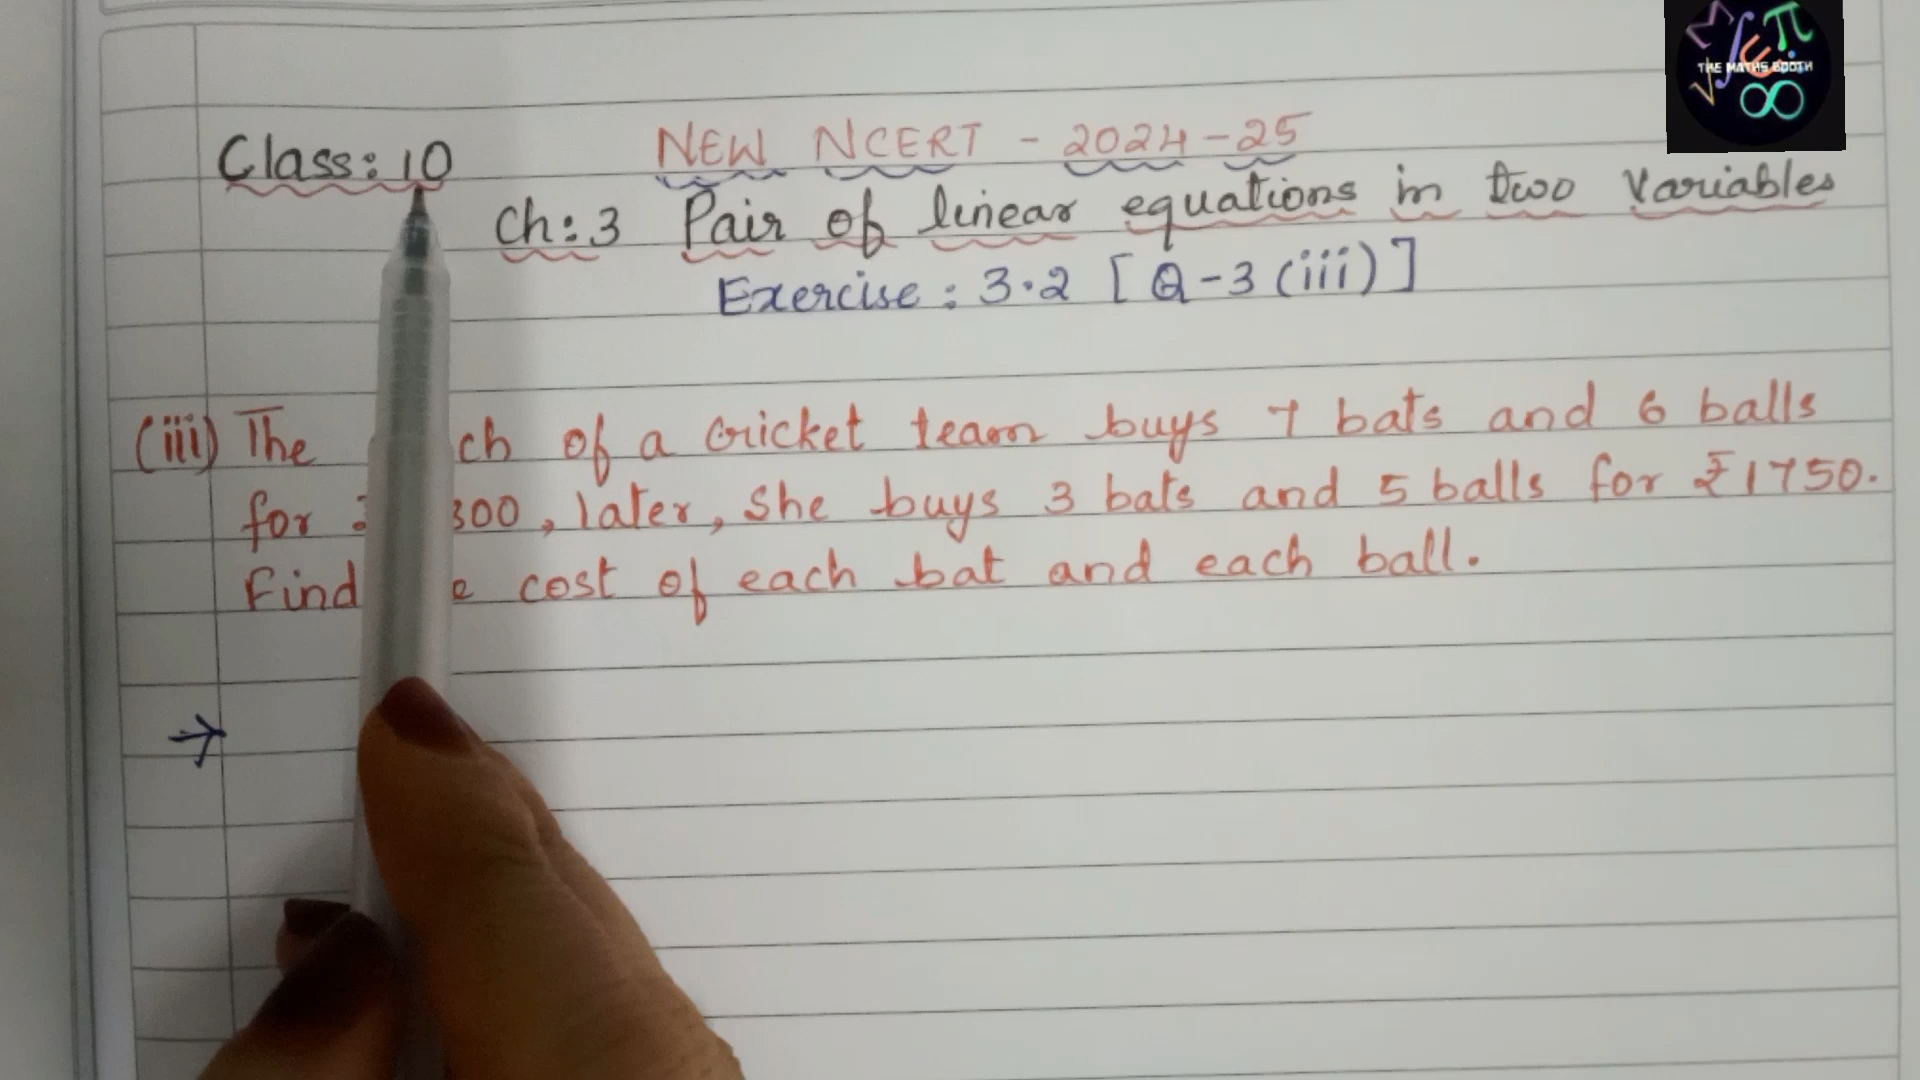 THE MATHS BOOTH
Class: 10
NEW NCERT - 2024-25
Ch: 3 Pair of linear equations in two variables
Exercise: 3.2 [Q-3 (iii)]
(iii) The ch of a cricket team buys 7 bats and 6 balls
for 300, later, she buys 3 bats and 5 balls for ₹1750.
Find cost of each bat and each ball.
→